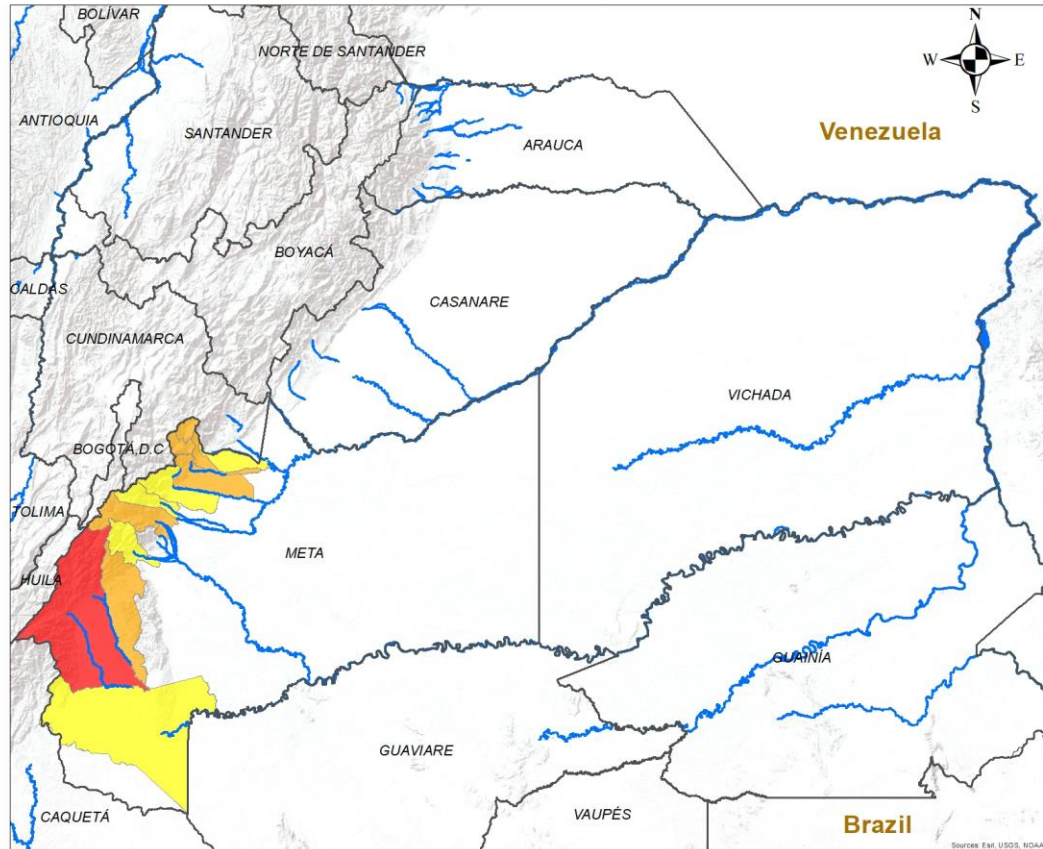 BOLÍVAR
NORTE DE SANTANDER
N
W E
S
ANTIOQUIA
SANTANDER
ARAUCA
Venezuela
BOYACÁ
CALDAS
CASANARE
CUNDINAMARCA
VICHADA
BOGOTÁ,D.C
TOLIMA
META
HUILA
GUAINÍA
GUAVIARE
CAQUETÁ
VAUPÉS
Brazil
Sources: Esri, USGS, NOAA